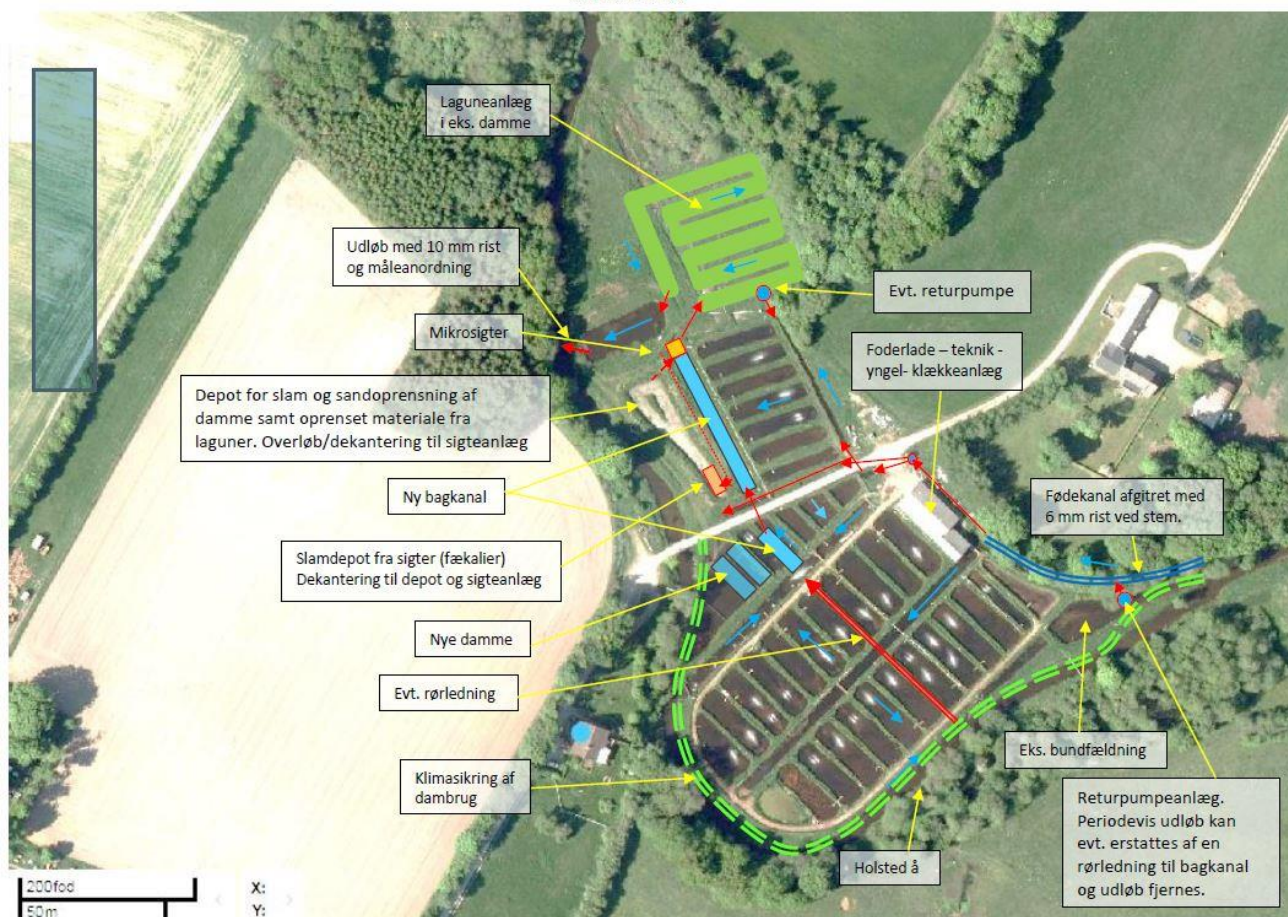 Laguneanlæg
i eks. damme
Udløb med 10 mm rist
og måleanordning
Evt. returpumpe
Mikrosigter
Foderlade – teknik -
yngel- klækkeanlæg
Depot for slam og sandoprensning af
damme samt oprenset materiale fra
laguner. Overløb/dekantering til sigteanlæg
Ny bagkanal
Fødekanal afgitret med
6 mm rist ved stem.
Slamdepot fra sigter (fækalier)
Dekantering til depot og sigteanlæg
Nye damme
Evt. rørledning
Eks. bundfældning
Klimasikring af
dambrug
Returpumpeanlæg.
Periodevis udløb kan
evt. erstattes af en
rørledning til bagkanal
og udløb fjernes.
Holsted å
200fod
50m
X:
Y: